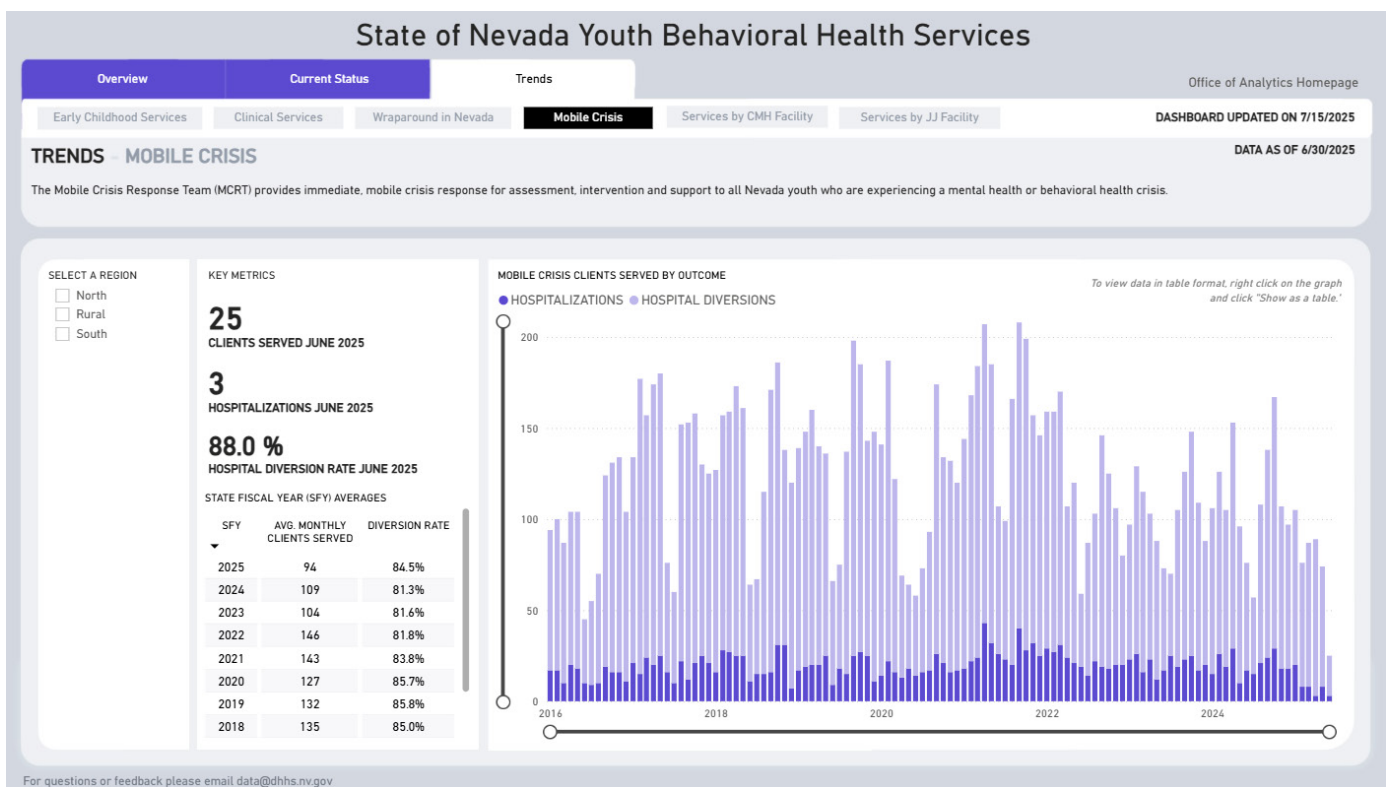 State of Nevada Youth Behavioral Health Services
Overview
Current Status
Trends
Office of Analytics Homepage
Early Childhood Services
Clinical Services
Wraparound in Nevada
Mobile Crisis
Services by CMH Facility
Services by JJ Facility
DASHBOARD UPDATED ON 7/15/2025
TRENDS - MOBILE CRISIS
DATA AS OF 6/30/2025
The Mobile Crisis Response Team (MCRT) provides immediate, mobile crisis response for assessment, intervention and support to all Nevada youth who are experiencing a mental health or behavioral health crisis.
SELECT A REGION
North
Rural
South
KEY METRICS
25
CLIENTS SERVED JUNE 2025
3
HOSPITALIZATIONS JUNE 2025
88.0 %
HOSPITAL DIVERSION RATE JUNE 2025
STATE FISCAL YEAR (SFY) AVERAGES
SFY AVG. MONTHLY CLIENTS SERVED DIVERSION RATE
2025 94 84.5%
2024 109 81.3%
2023 104 81.6%
2022 146 81.8%
2021 143 83.8%
2020 127 85.7%
2019 132 85.8%
2018 135 85.0%
MOBILE CRISIS CLIENTS SERVED BY OUTCOME
To view data in table format, right click on the graph
and click "Show as a table.'
HOSPITALIZATIONS HOSPITAL DIVERSIONS
200
150
100
50
0
2016 2018 2020 2022 2024
For questions or feedback please email data@dhhs.nv.gov